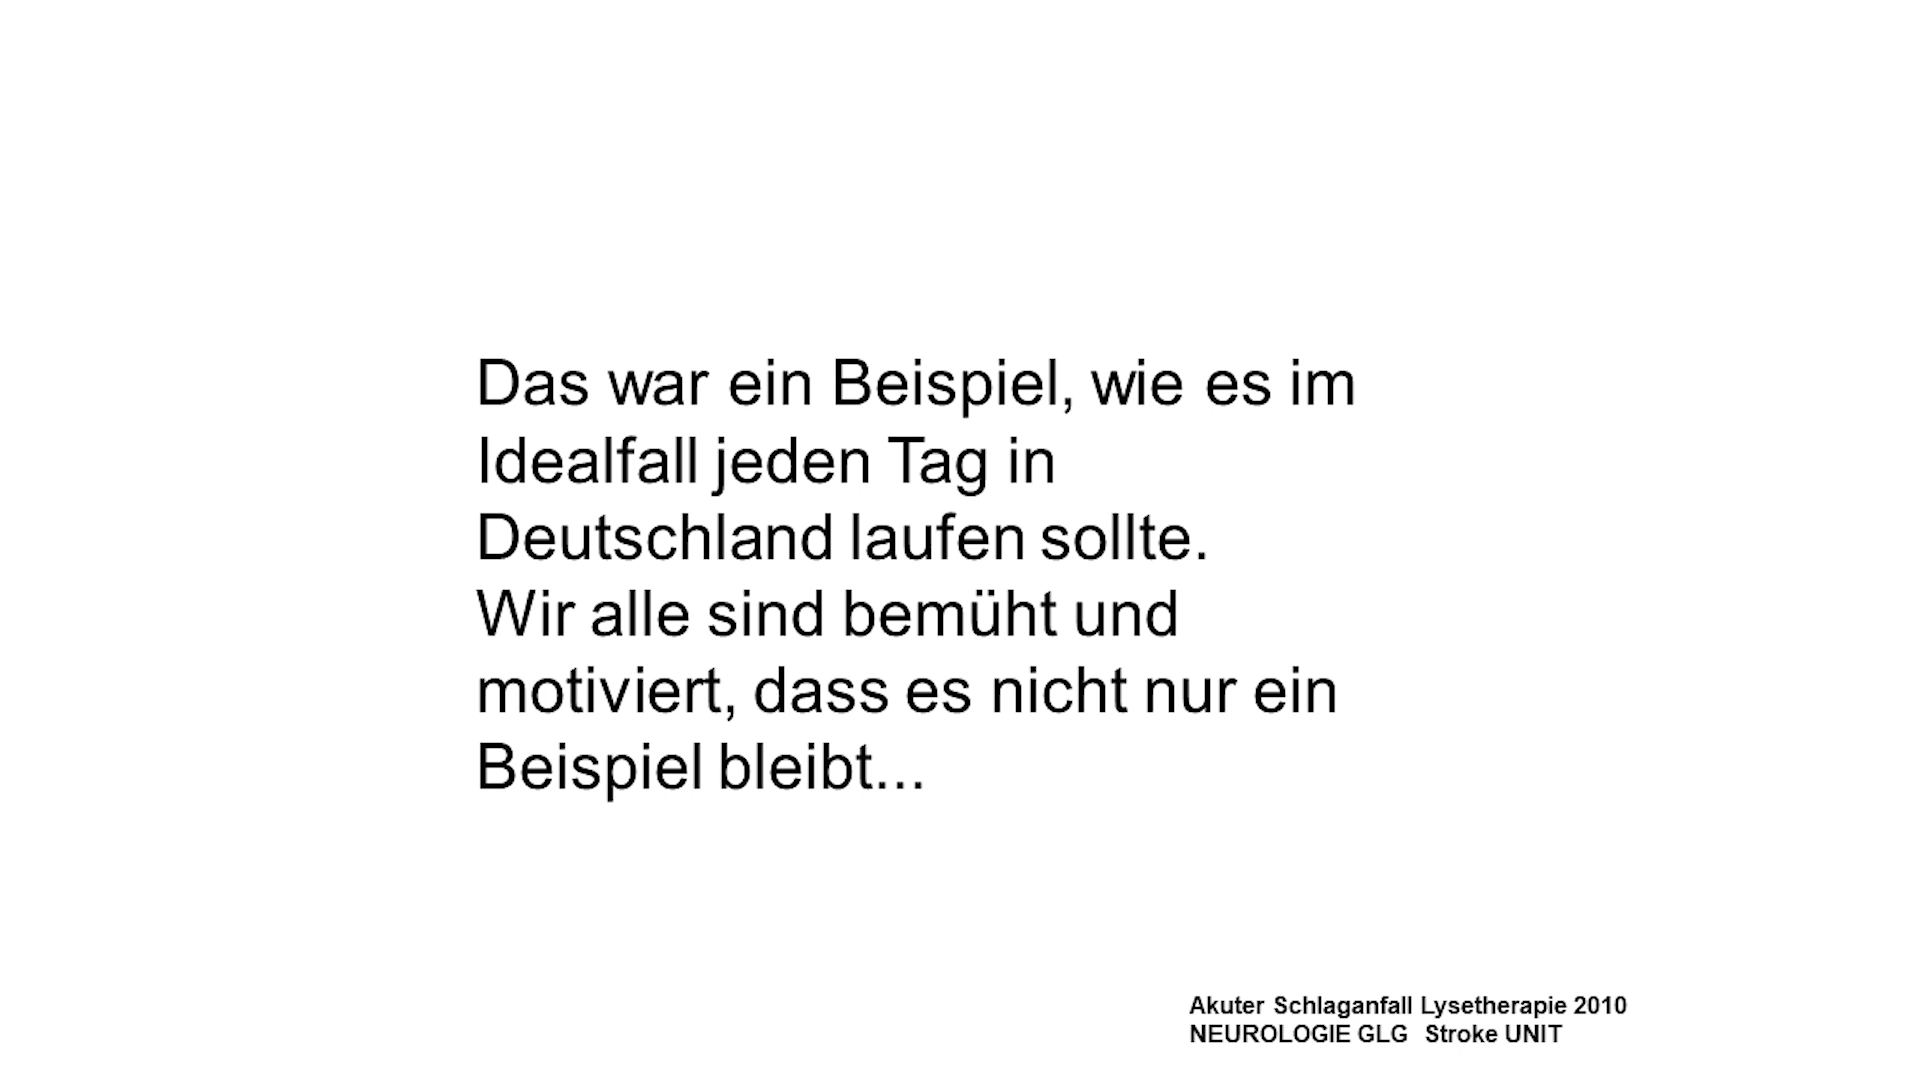 Das war ein Beispiel, wie es im
Idealfall jeden Tag in
Deutschland laufen sollte.
Wir alle sind bemüht und
motiviert, dass es nicht nur ein
Beispiel bleibt...
Akuter Schlaganfall Lysetherapie 2010
NEUROLOGIE GLG Stroke UNIT